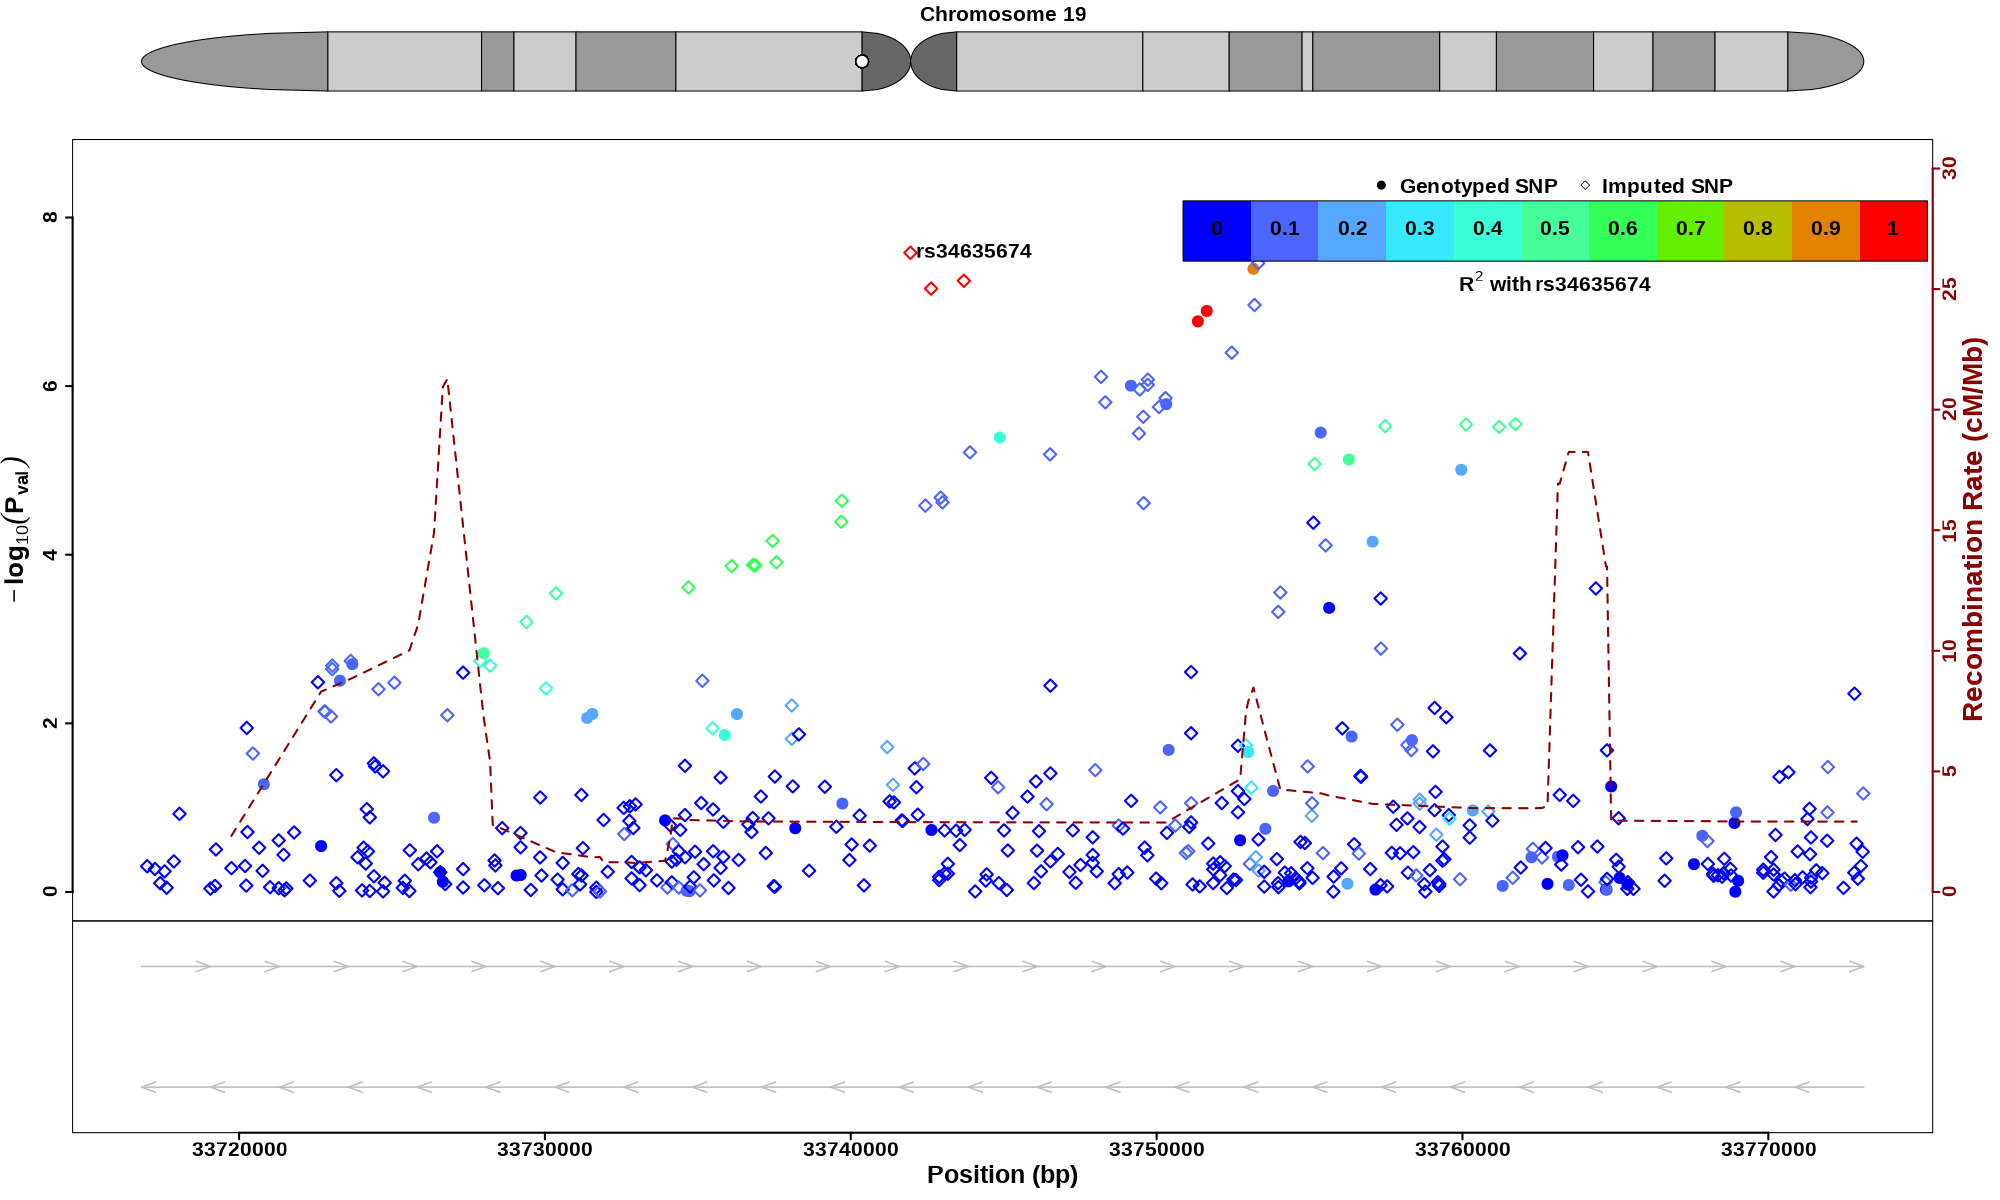 Chromosome 19
Genotyped SNP
Imputed SNP
0 0.1 0.2 0.3 0.4 0.5 0.6 0.7 0.8 0.9 1
R² with rs34635674
rs34635674
−log₁₀(Pval)
0 2 4 6 8
Recombination Rate (cM/Mb)
0 5 10 15 20 25 30
33720000 33730000 33740000 33750000 33760000 33770000
Position (bp)